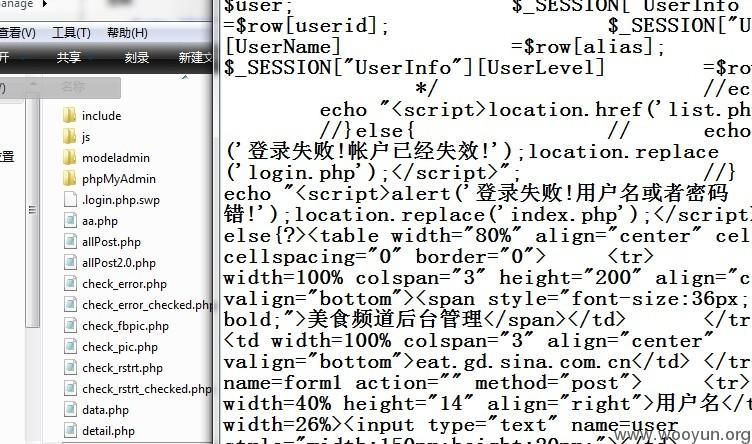 manage
查看(V) 工具(T) 帮助(H)
开 共享 刻录 新建文
名称
位置
include
js
modeladmin
phpMyAdmin
.login.php.swp
aa.php
allPost.php
allPost2.0.php
check_error.php
check_error_checked.php
check_fbpic.php
check_pic.php
check_rstrt.php
check_rstrt_checked.php
data.php
detail.php
$user; $_SESSION["UserInfo
=$row[userid]; $_SESSION["U
[UserName] =$row[alias];
$_SESSION["UserInfo"][UserLevel] =$row
*/ //ec
echo "<script>location.href('list.ph
//}else{ // echo
('登录失败!帐户已经失效!');location.replace
('login.php');</script>"; //}
echo "<script>alert('登录失败!用户名或者密码
错!');location.replace('index.php');</script
else{?><table width="80%" align="center" cel
cellspacing="0" border="0"> <tr>
width=100% colspan="3" height="200" align="c
valign="bottom"><span style="font-size:36px;
bold;">美食频道后台管理</span></td> </tr
<td width=100% colspan="3" align="center"
valign="bottom">eat.gd.sina.com.cn</td> </tr
name=form1 action="" method="post"> <tr>
width=40% height="14" align="right">用户名</t
width=26%><input type="text" name=user
www.wooyun.org